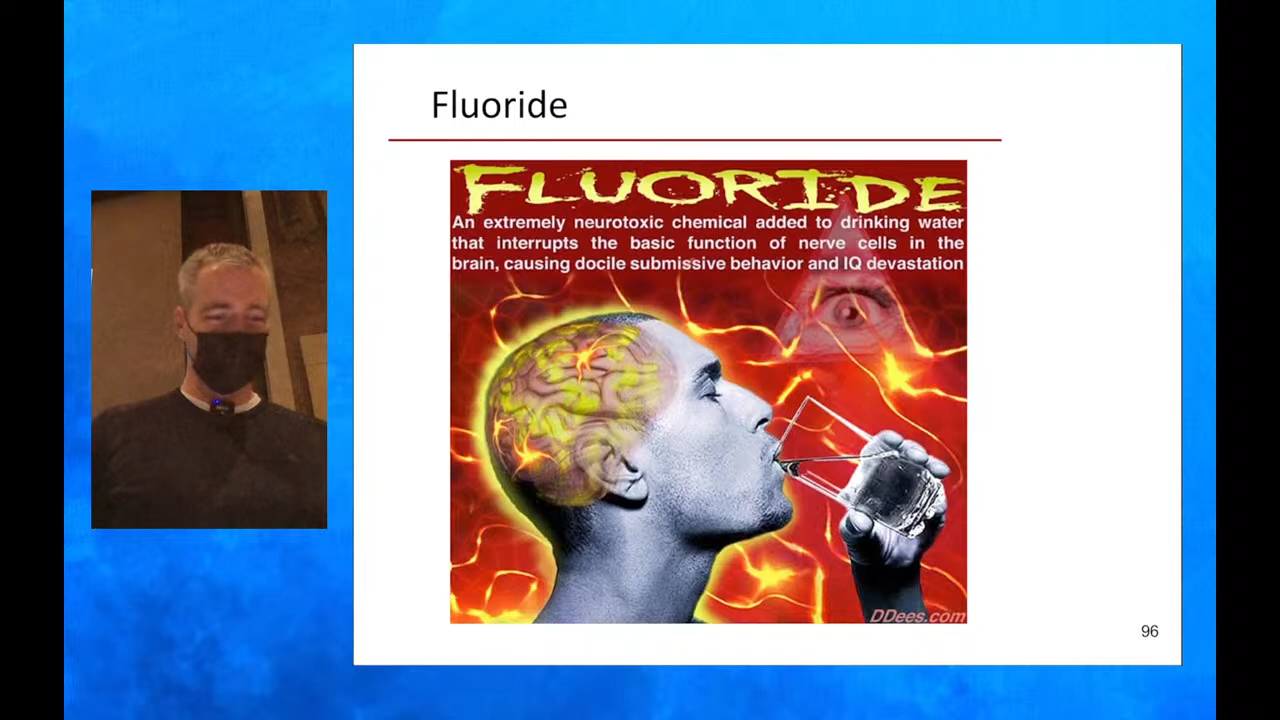 Fluoride
FLUORIDE
An extremely neurotoxic chemical added to drinking water
that interrupts the basic function of nerve cells in the
brain, causing docile submissive behavior and IQ devastation
DDees.com
96